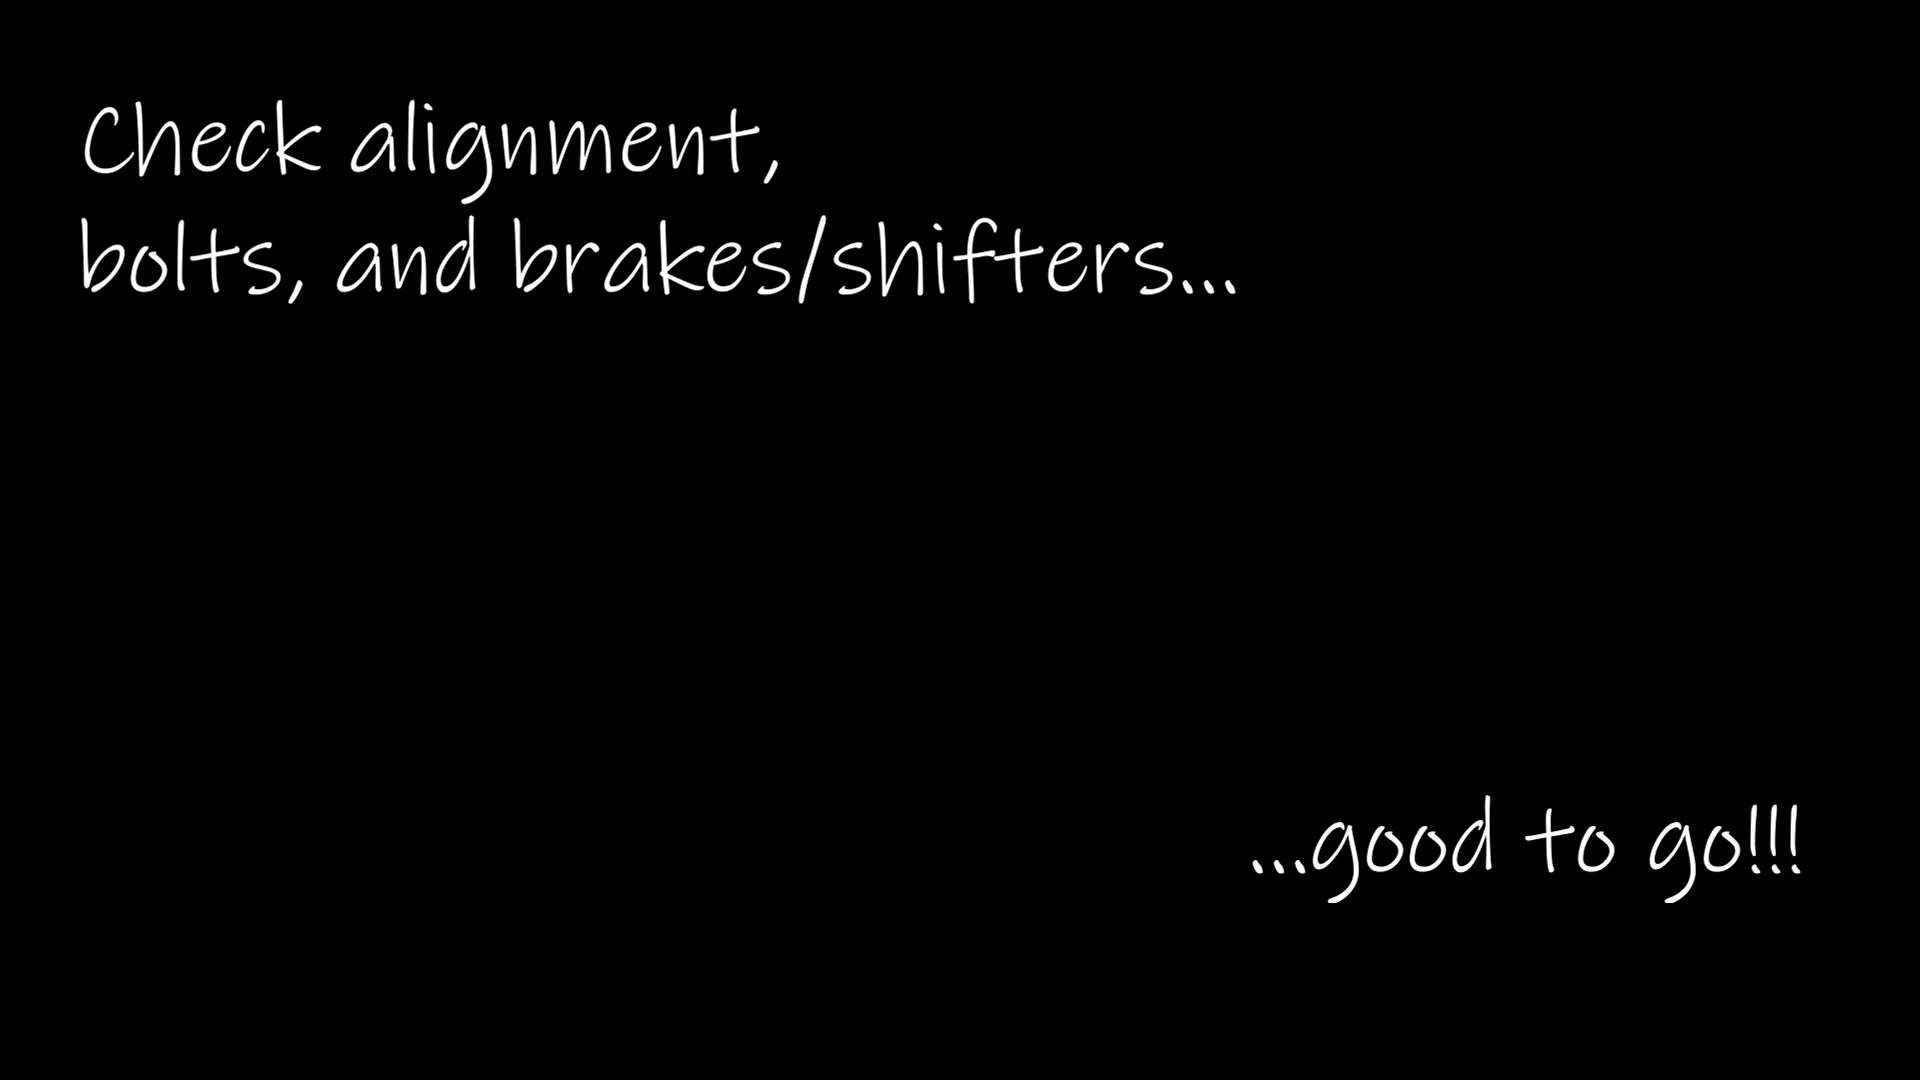 Check alignment,
bolts, and brakes/shifters...
...good to go!!!